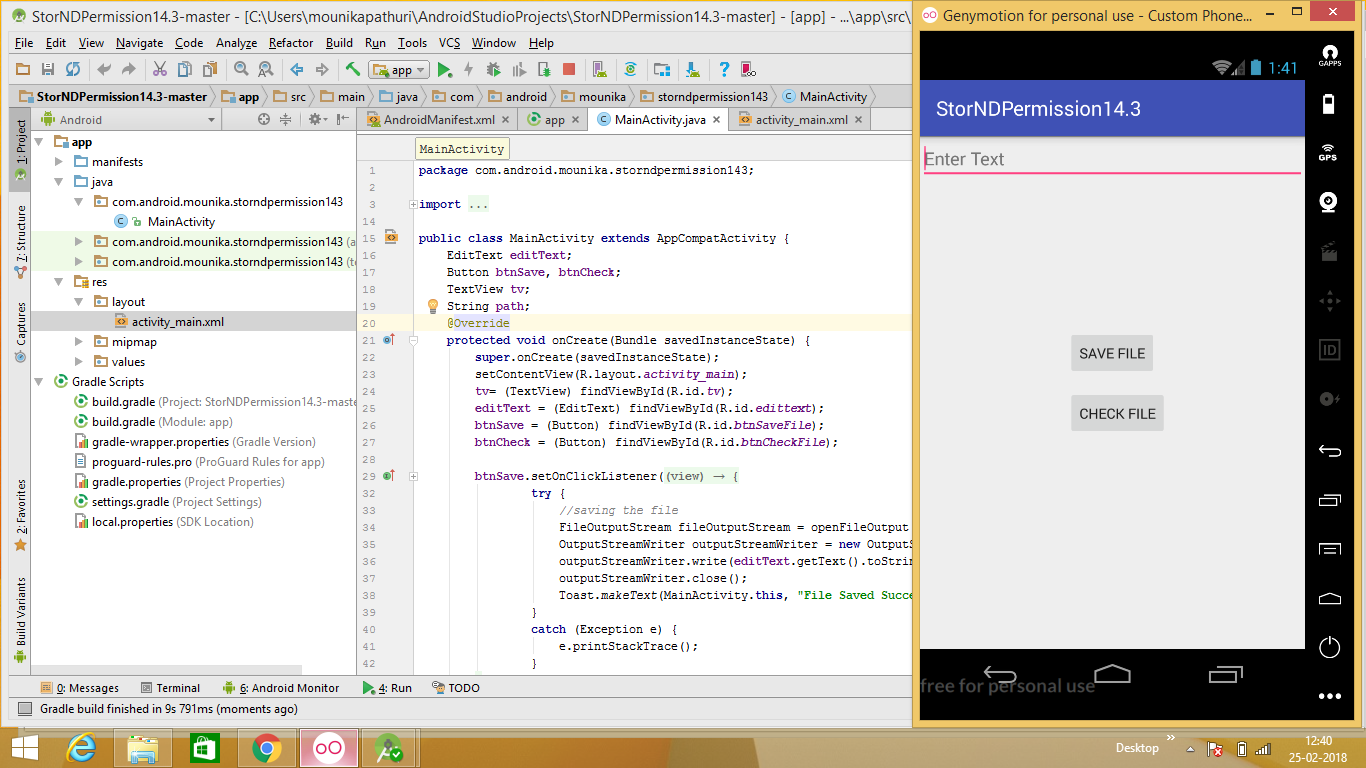 StorNDPermission14.3-master - [C:\Users\mounikapathuri\AndroidStudioProjects\StorNDPermission14.3-master] - [app] - ...\app\src\
File Edit View Navigate Code Analyze Refactor Build Run Tools VCS Window Help
app
StorNDPermission14.3-master app src main java com android mounika storndpermission143 MainActivity
Android
AndroidManifest.xml app MainActivity.java activity_main.xml
1: Project
Z: Structure
Captures
2: Favorites
Build Variants
app
manifests
java
com.android.mounika.storndpermission143
MainActivity
com.android.mounika.storndpermission143 (a
com.android.mounika.storndpermission143 (te
res
layout
activity_main.xml
mipmap
values
Gradle Scripts
build.gradle (Project: StorNDPermission14.3-maste
build.gradle (Module: app)
gradle-wrapper.properties (Gradle Version)
proguard-rules.pro (ProGuard Rules for app)
gradle.properties (Project Properties)
settings.gradle (Project Settings)
local.properties (SDK Location)
MainActivity
1 package com.android.mounika.storndpermission143;
2
3 import ...
14
15 public class MainActivity extends AppCompatActivity {
16 EditText editText;
17 Button btnSave, btnCheck;
18 TextView tv;
19 String path;
20 @Override
21 protected void onCreate(Bundle savedInstanceState) {
22 super.onCreate(savedInstanceState);
23 setContentView(R.layout.activity_main);
24 tv= (TextView) findViewById(R.id.tv);
25 editText = (EditText) findViewById(R.id.edittext);
26 btnSave = (Button) findViewById(R.id.btnSaveFile);
27 btnCheck = (Button) findViewById(R.id.btnCheckFile);
28
29 btnSave.setOnClickListener((view) → {
32 try {
33 //saving the file
34 FileOutputStream fileOutputStream = openFileOutput
35 OutputStreamWriter outputStreamWriter = new OutputS
36 outputStreamWriter.write(editText.getText().toStrin
37 outputStreamWriter.close();
38 Toast.makeText(MainActivity.this, "File Saved Succe
39 }
40 catch (Exception e) {
41 e.printStackTrace();
42 }
0: Messages Terminal 6: Android Monitor 4: Run TODO
Gradle build finished in 9s 791ms (moments ago)
Genymotion for personal use - Custom Phone...
1:41
StorNDPermission14.3
Enter Text
SAVE FILE
CHECK FILE
free for personal use
GAPPS
GPS
ID
Desktop
12:40
25-02-2018